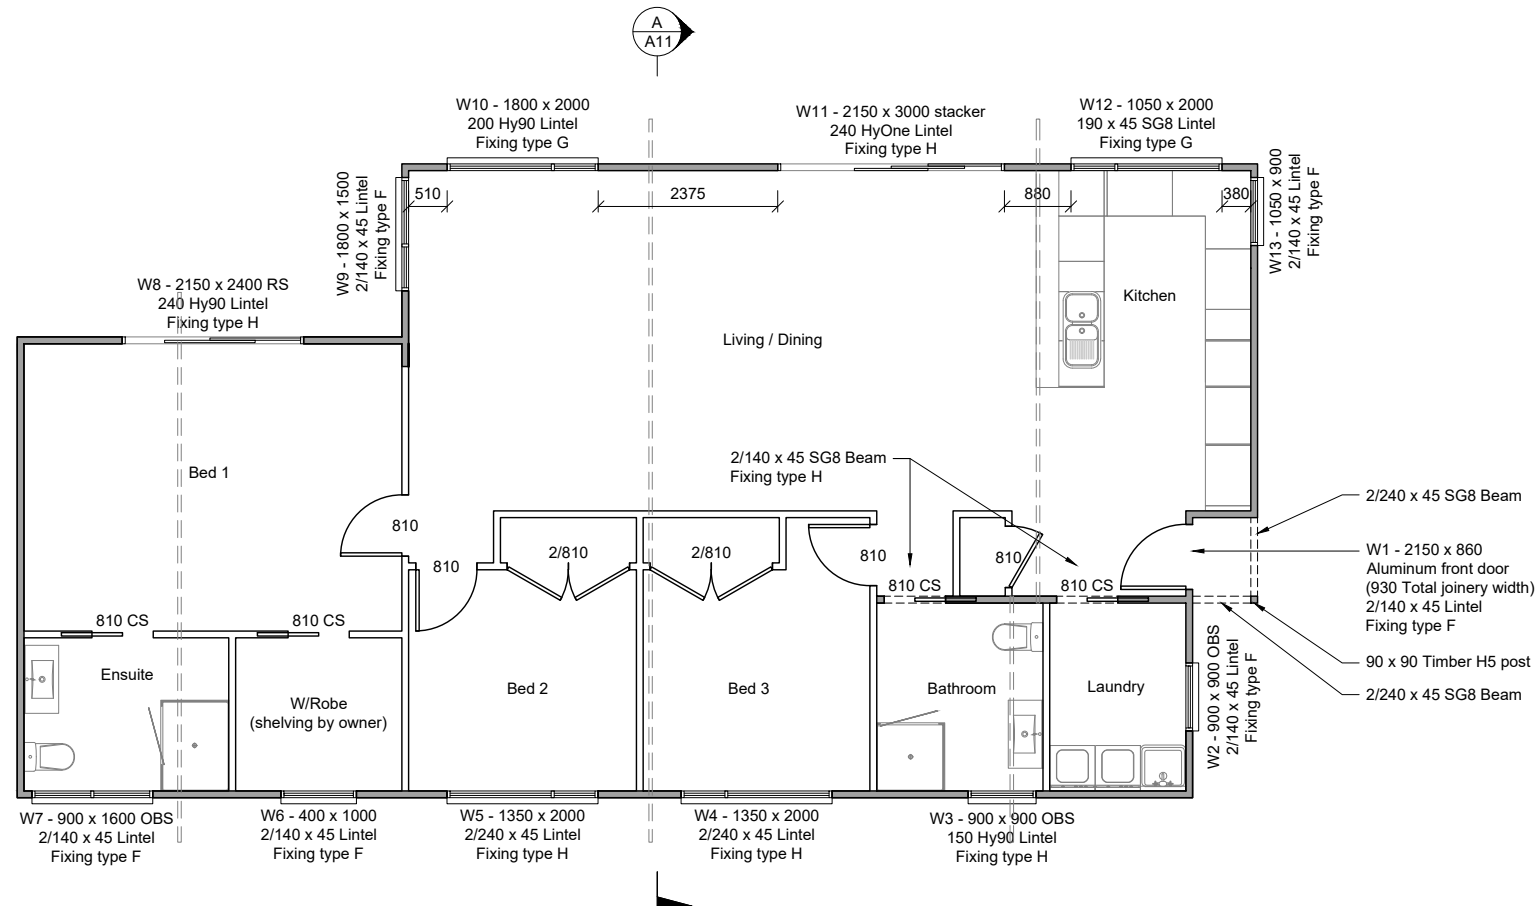 A
A11
W10 - 1800 x 2000
200 Hy90 Lintel
Fixing type G
W11 - 2150 x 3000 stacker
240 HyOne Lintel
Fixing type H
W12 - 1050 x 2000
190 x 45 SG8 Lintel
Fixing type G
510
2375
880
380
W9 - 1800 x 1500
2/140 x 45 Lintel
Fixing type F
W13 - 1050 x 900
2/140 x 45 Lintel
Fixing type F
W8 - 2150 x 2400 RS
240 Hy90 Lintel
Fixing type H
Kitchen
Living / Dining
Bed 1
2/140 x 45 SG8 Beam
Fixing type H
2/240 x 45 SG8 Beam
W1 - 2150 x 860
Aluminum front door
(930 Total joinery width)
2/140 x 45 Lintel
Fixing type F
90 x 90 Timber H5 post
2/240 x 45 SG8 Beam
810
810
2/810
2/810
810
810
810 CS
810 CS
810 CS
810 CS
Ensuite
W/Robe
(shelving by owner)
Bed 2
Bed 3
Bathroom
Laundry
W2 - 900 x 900 OBS
2/140 x 45 Lintel
Fixing type F
W7 - 900 x 1600 OBS
2/140 x 45 Lintel
Fixing type F
W6 - 400 x 1000
2/140 x 45 Lintel
Fixing type F
W5 - 1350 x 2000
2/240 x 45 Lintel
Fixing type H
W4 - 1350 x 2000
2/240 x 45 Lintel
Fixing type H
W3 - 900 x 900 OBS
150 Hy90 Lintel
Fixing type H